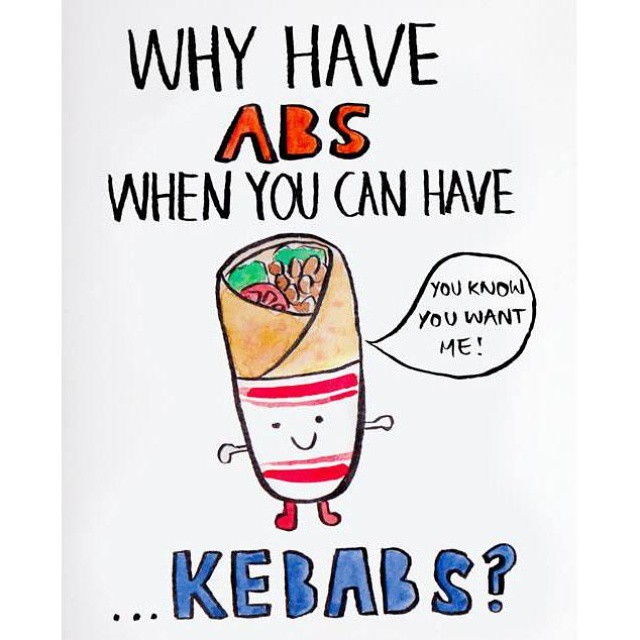 WHY HAVE
ABS
WHEN YOU CAN HAVE
YOU KNOW
YOU WANT
ME!
...KEBABS?